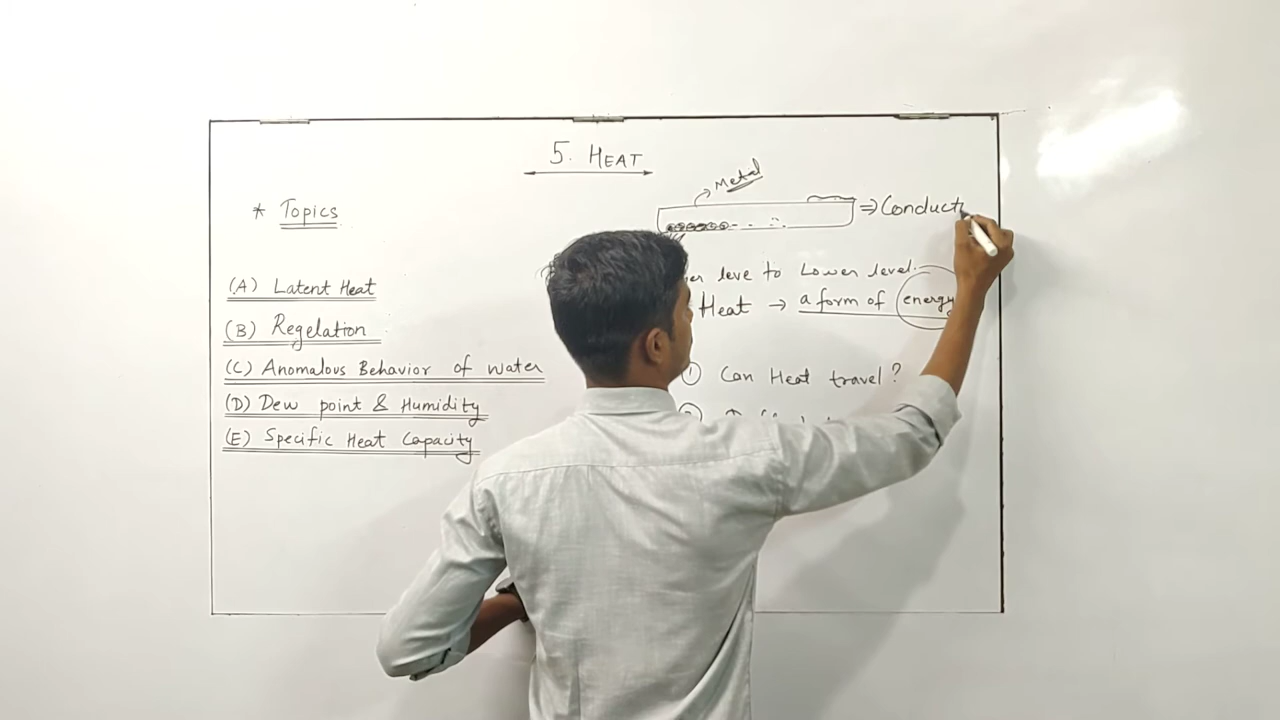 5. HEAT
* Topics
(A) Latent Heat
(B) Regelation
(C) Anomalous Behavior of water
(D) Dew point & Humidity
(E) Specific Heat Capacity
Metal
⇒ Conduct
leve to Lower level.
Heat → a form of energy
① Can Heat travel?